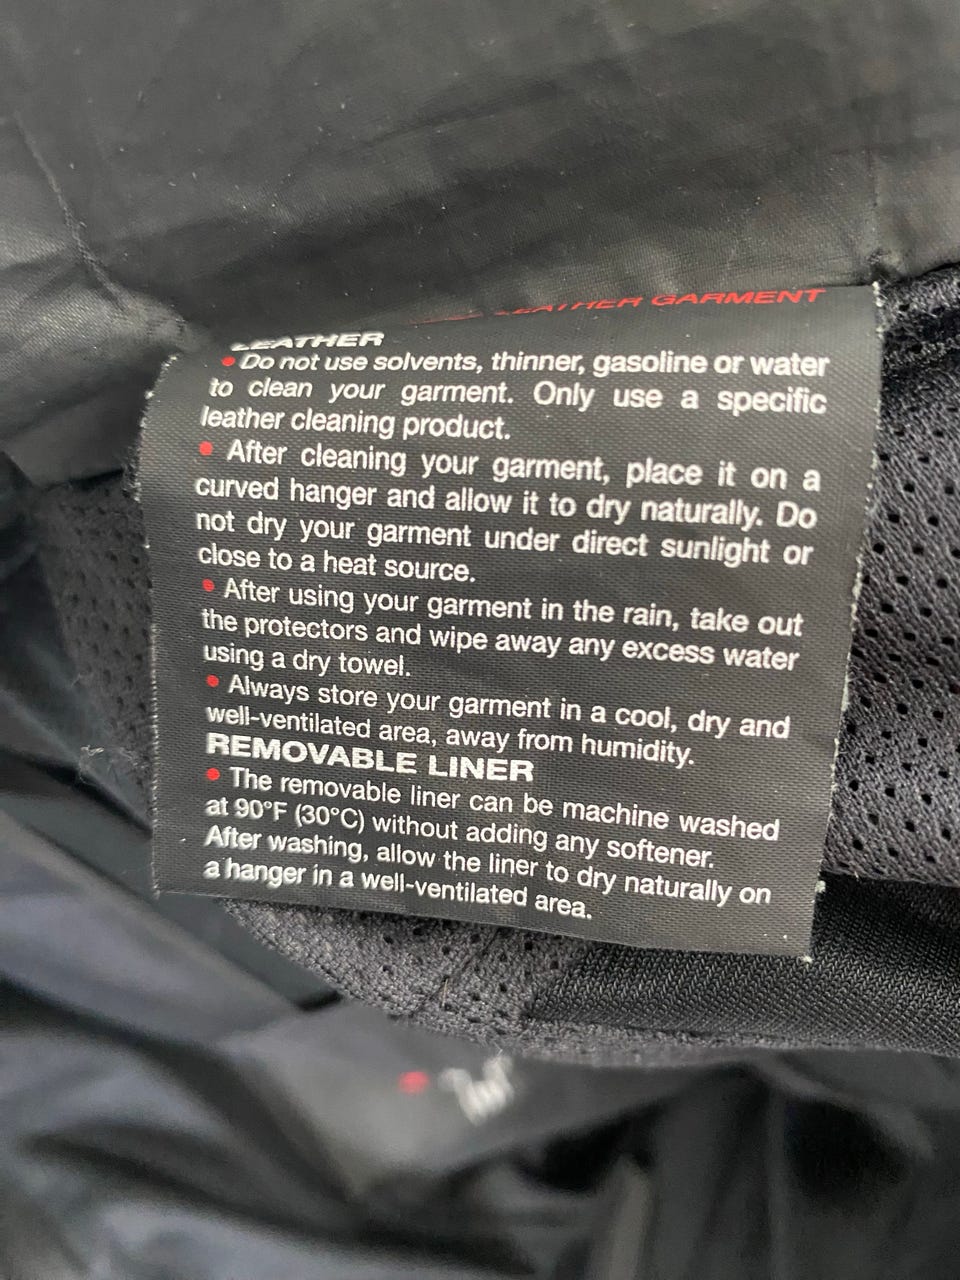 LEATHER GARMENT
LEATHER
• Do not use solvents, thinner, gasoline or water
to clean your garment. Only use a specific
leather cleaning product.
• After cleaning your garment, place it on a
curved hanger and allow it to dry naturally. Do
not dry your garment under direct sunlight or
close to a heat source.
• After using your garment in the rain, take out
the protectors and wipe away any excess water
using a dry towel.
• Always store your garment in a cool, dry and
well-ventilated area, away from humidity.
REMOVABLE LINER
• The removable liner can be machine washed
at 90°F (30°C) without adding any softener.
After washing, allow the liner to dry naturally on
a hanger in a well-ventilated area.